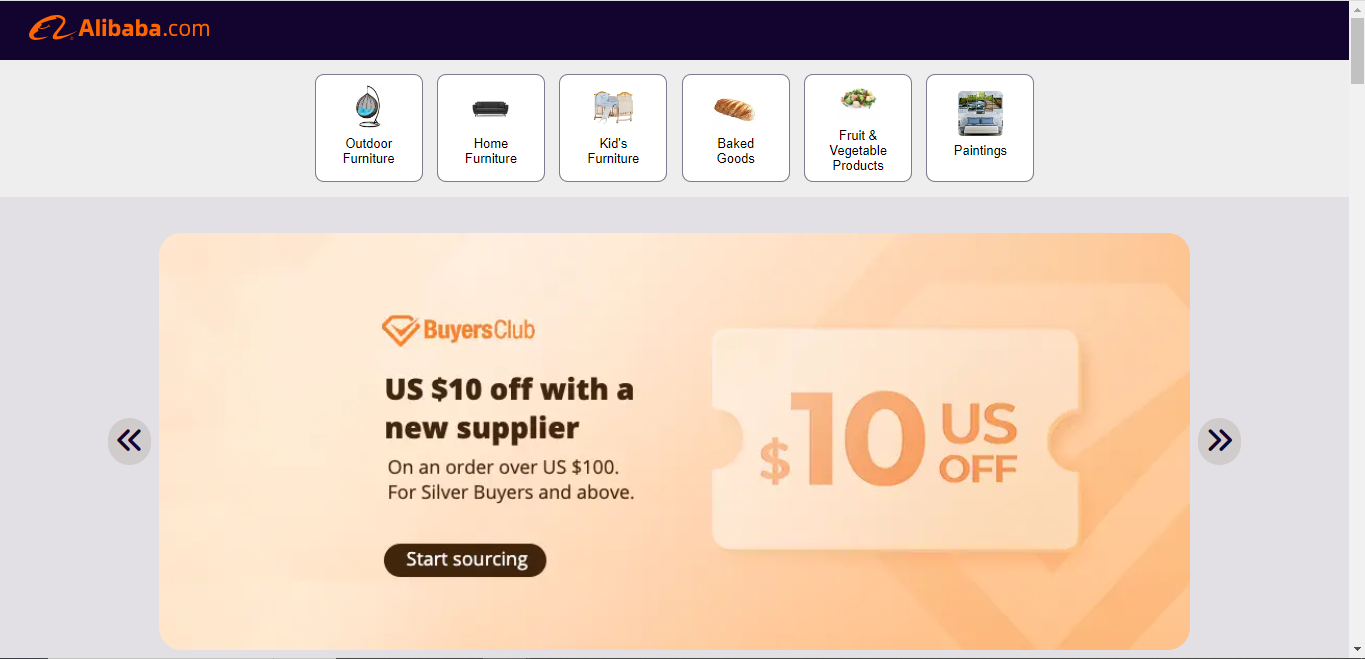 Alibaba.com
Outdoor
Furniture
Home
Furniture
Kid's
Furniture
Baked
Goods
Fruit &
Vegetable
Products
Paintings
BuyersClub
US $10 off with a
new supplier
On an order over US $100.
For Silver Buyers and above.
Start sourcing
$10 US
OFF